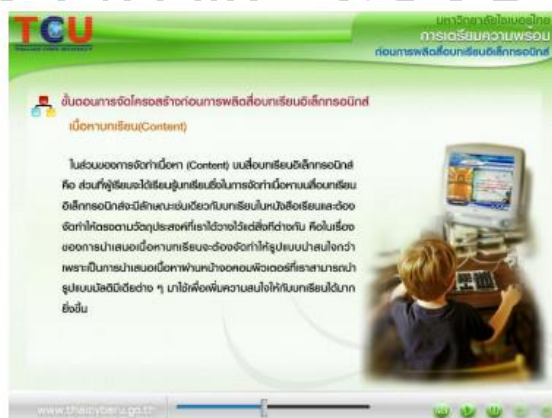 TCU
THAILAND CYBER UNIVERSITY
มหาวิทยาลัยไซเบอร์ไทย
การเตรียมความพร้อม
ก่อนการผลิตสื่อบทเรียนอิเล็กทรอนิกส์
ขั้นตอนการจัดโครงสร้างก่อนการผลิตสื่อบทเรียนอิเล็กทรอนิกส์
เนื้อหาบทเรียน(Content)
ในส่วนของการจัดทำเนื้อหา (Content) บนสื่อบทเรียนอิเล็กทรอนิกส์
คือ ส่วนที่ผู้เรียนจะได้เรียนรู้บทเรียนซึ่งในการจัดทำเนื้อหาบนสื่อบทเรียน
อิเล็กทรอนิกส์จะมีลักษณะเช่นเดียวกับบทเรียนในหนังสือเรียนและต้อง
จัดทำให้ตรงตามวัตถุประสงค์ที่เราได้วางไว้แต่สิ่งที่ต่างกัน คือในเรื่อง
ของการนำเสนอเนื้อหาบทเรียนจะต้องจัดทำให้รูปแบบน่าสนใจกว่า
เพราะเป็นการนำเสนอเนื้อหาผ่านหน้าจอคอมพิวเตอร์ที่เราสามารถนำ
รูปแบบมัลติมีเดียต่าง ๆ มาใช้เพื่อเพิ่มความสนใจให้กับบทเรียนได้มาก
ยิ่งขึ้น
www.thaicyberu.go.th